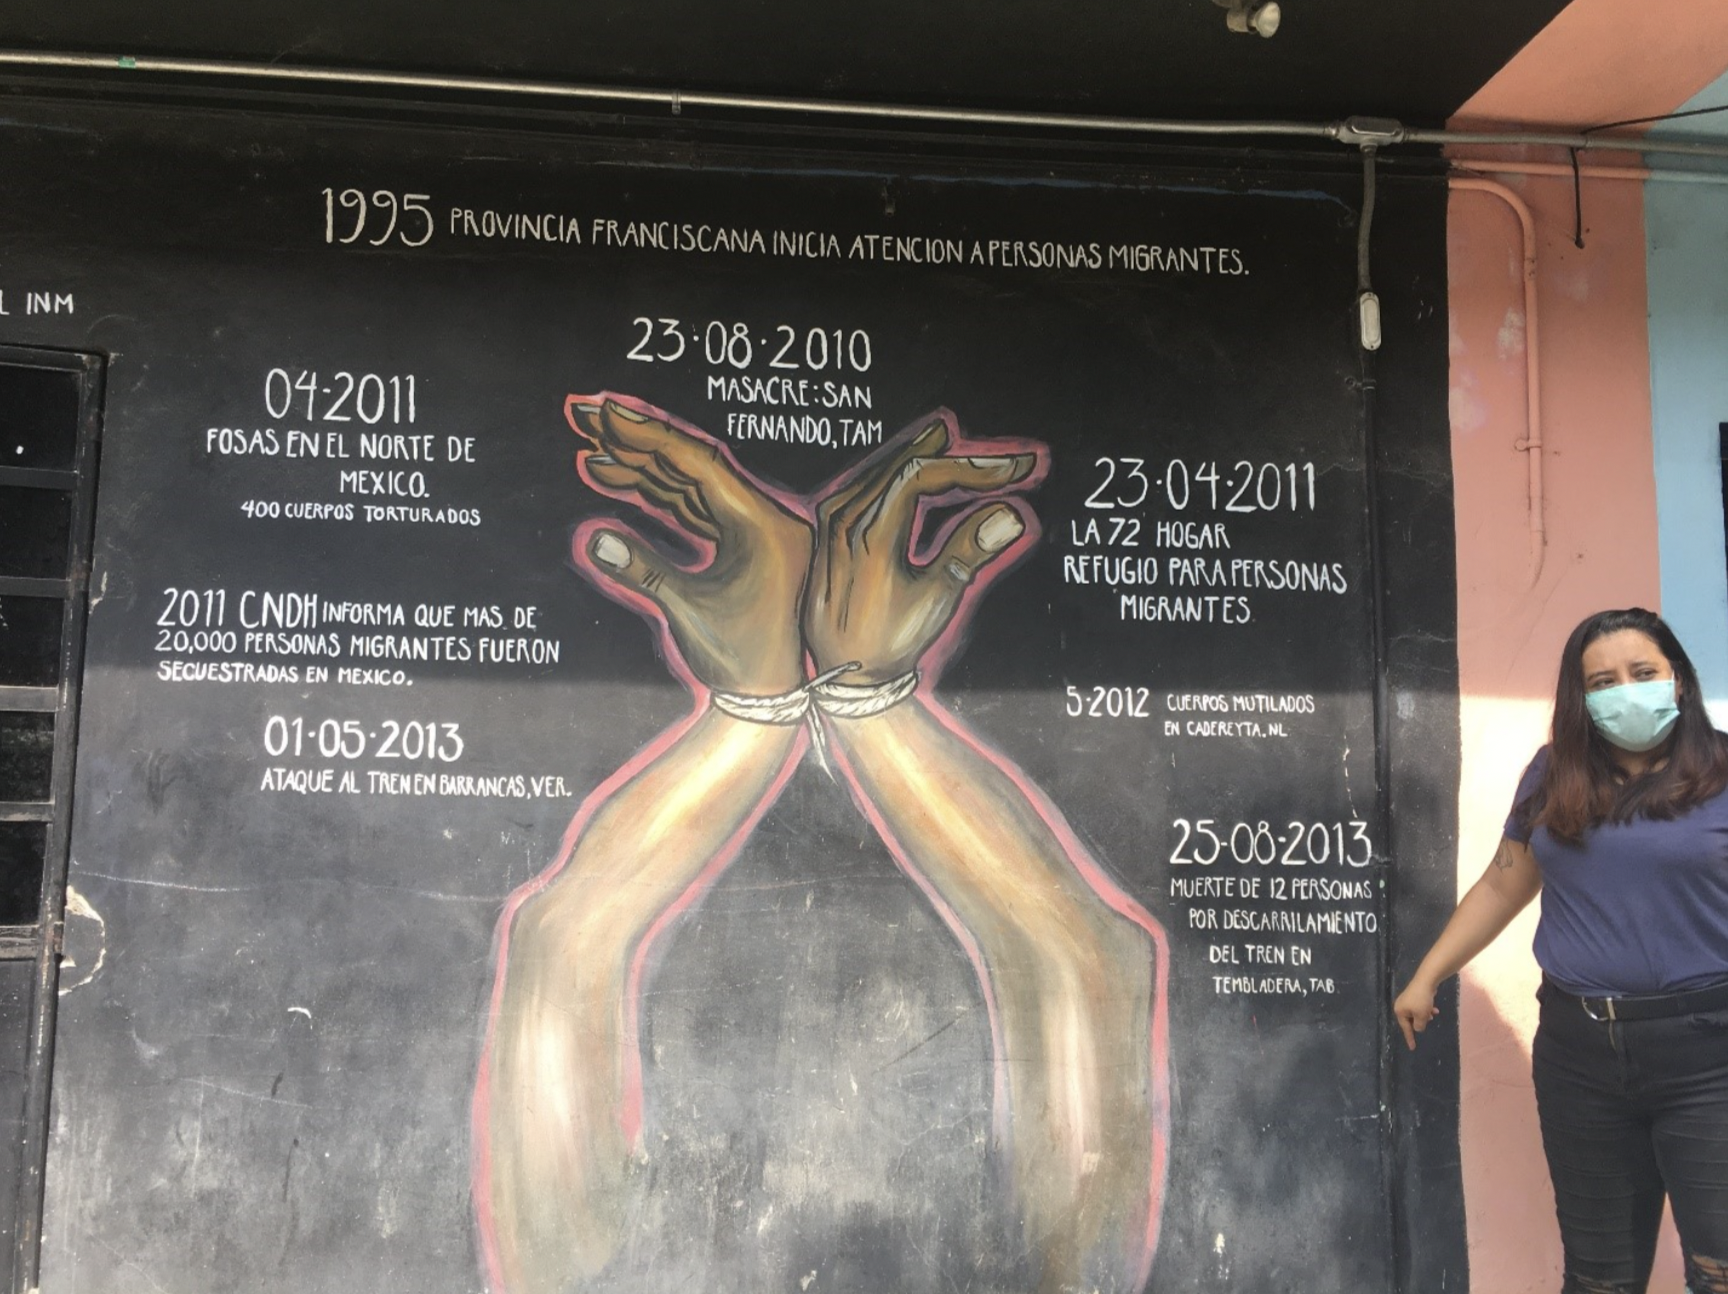 1995 PROVINCIA FRANCISCANA INICIA ATENCION A PERSONAS MIGRANTES.
L INM
23·08·2010
MASACRE: SAN
FERNANDO, TAM
04·2011
FOSAS EN EL NORTE DE
MEXICO.
400 CUERPOS TORTURADOS
23·04·2011
LA 72 HOGAR
REFUGIO PARA PERSONAS
MIGRANTES
2011 CNDH INFORMA QUE MAS DE
20,000 PERSONAS MIGRANTES FUERON
SECUESTRADAS EN MEXICO.
5·2012 CUERPOS MUTILADOS
EN CADEREYTA. NL
01·05·2013
ATAQUE AL TREN EN BARRANCAS, VER.
25-08-2013
MUERTE DE 12 PERSONAS
POR DESCARRILAMIENTO
DEL TREN EN
TEMBLADERA, TAB